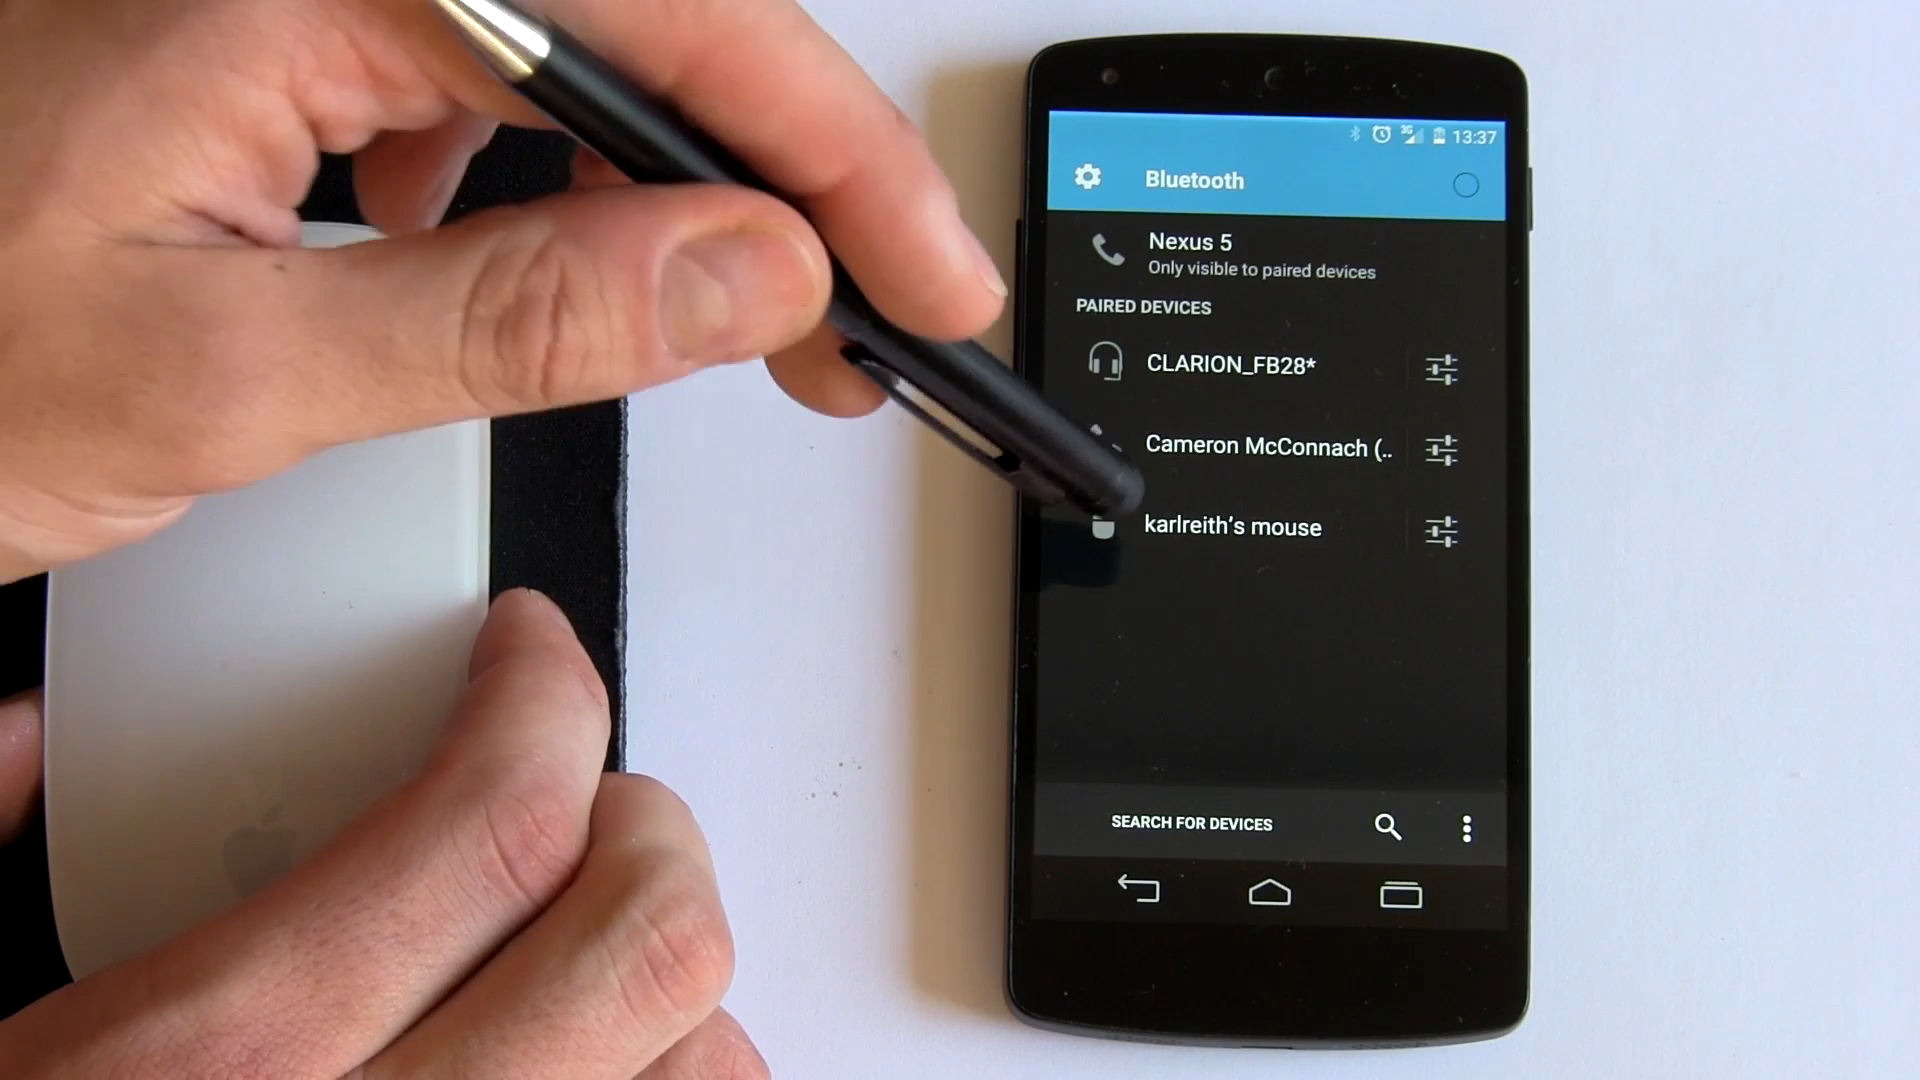 3G 13:37
Bluetooth
Nexus 5
Only visible to paired devices
PAIRED DEVICES
CLARION_FB28*
Cameron McConnach (..
karlreith's mouse
SEARCH FOR DEVICES